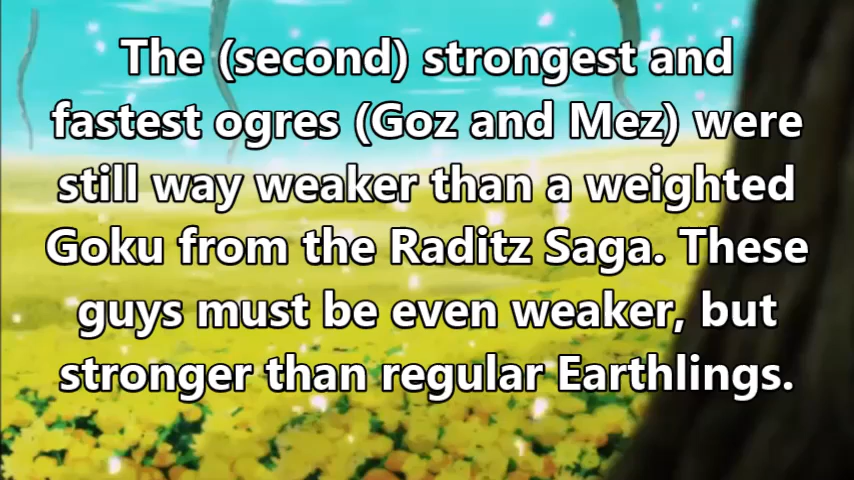 The (second) strongest and
fastest ogres (Goz and Mez) were
still way weaker than a weighted
Goku from the Raditz Saga. These
guys must be even weaker, but
stronger than regular Earthlings.